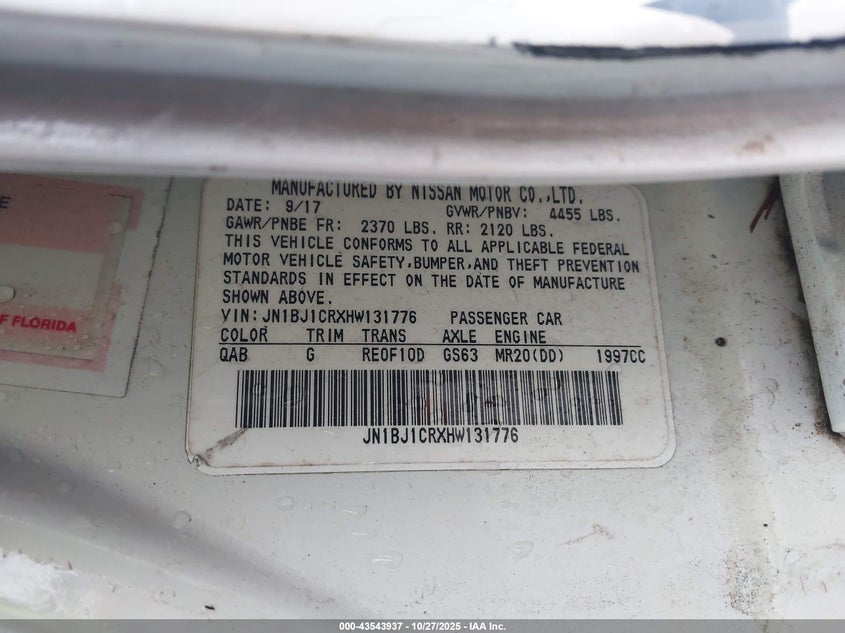 MANUFACTURED BY NISSAN MOTOR CO.,LTD.
DATE: 9/17 GVWR/PNBV: 4455 LBS.
GAWR/PNBE FR: 2370 LBS. RR: 2120 LBS.
THIS VEHICLE CONFORMS TO ALL APPLICABLE FEDERAL
MOTOR VEHICLE SAFETY,BUMPER,AND THEFT PREVENTION
STANDARDS IN EFFECT ON THE DATE OF MANUFACTURE
SHOWN ABOVE.
VIN: JN1BJ1CRXHW131776 PASSENGER CAR
COLOR TRIM TRANS AXLE ENGINE
QAB G RE0F10D GS63 MR20(DD) 1997CC
JN1BJ1CRXHW131776
OF FLORIDA
000-43543937 - 10/27/2025 - IAA Inc.